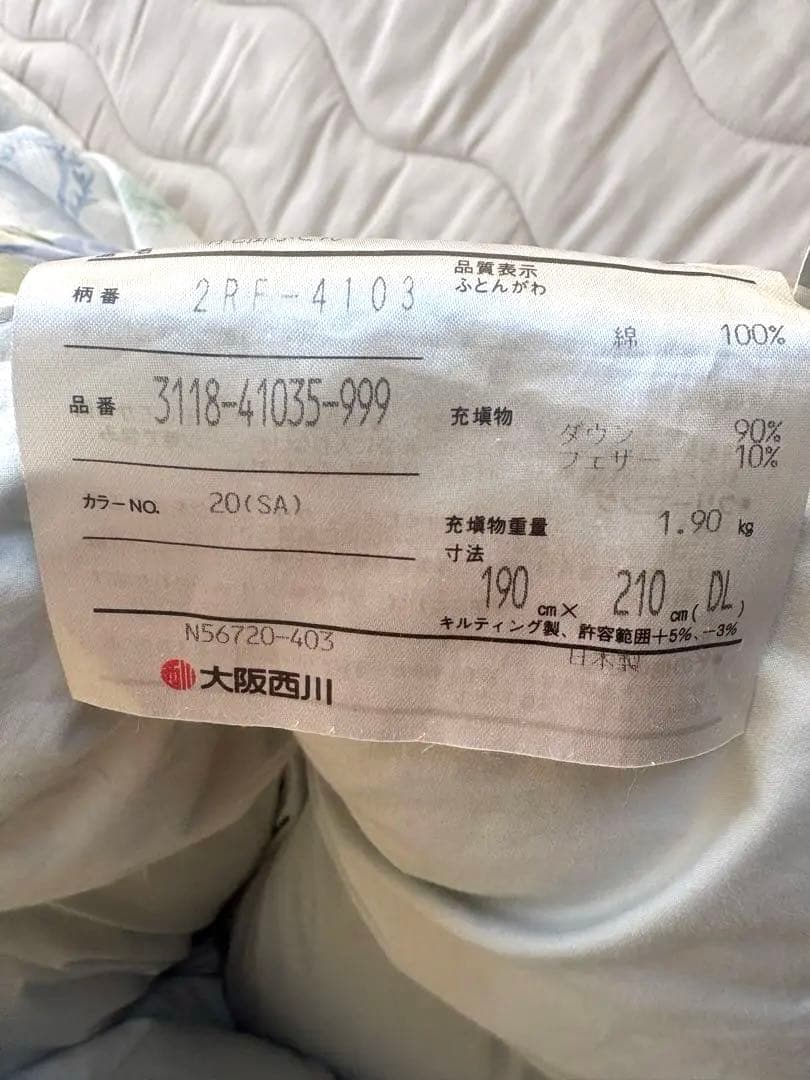 柄番 2RF-4103
品番 3118-41035-999
カラーNO. 20(SA)
N56720-403
大阪西川
品質表示
ふとんがわ
綿 100%
充填物
ダウン 90%
フェザー 10%
充填物重量 1.90 kg
寸法
190 cm× 210 cm( DL )
キルティング製、許容範囲+5%、-3%
日本製